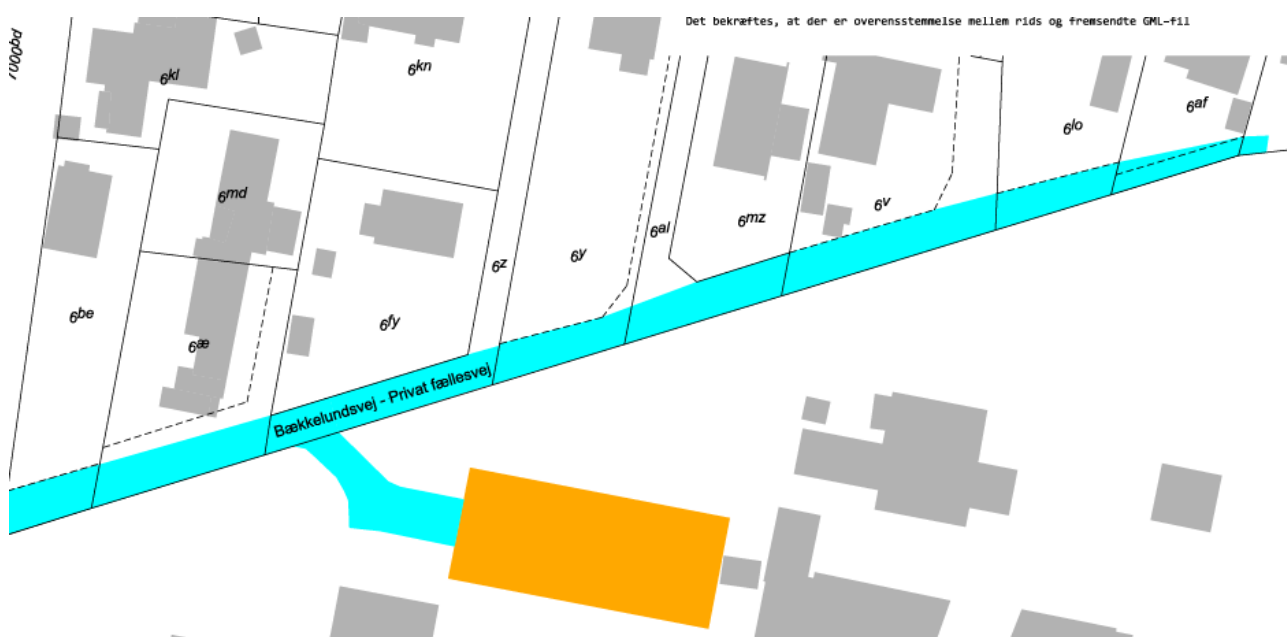 Det bekræftes, at der er overensstemmelse mellem rids og fremsendte GML-fil
7000bd
6kl
6kn
6lo
6af
6md
6mz
6v
6al
6y
6z
6be
6æ
6fy
Bækkelundsvej - Privat fællesvej